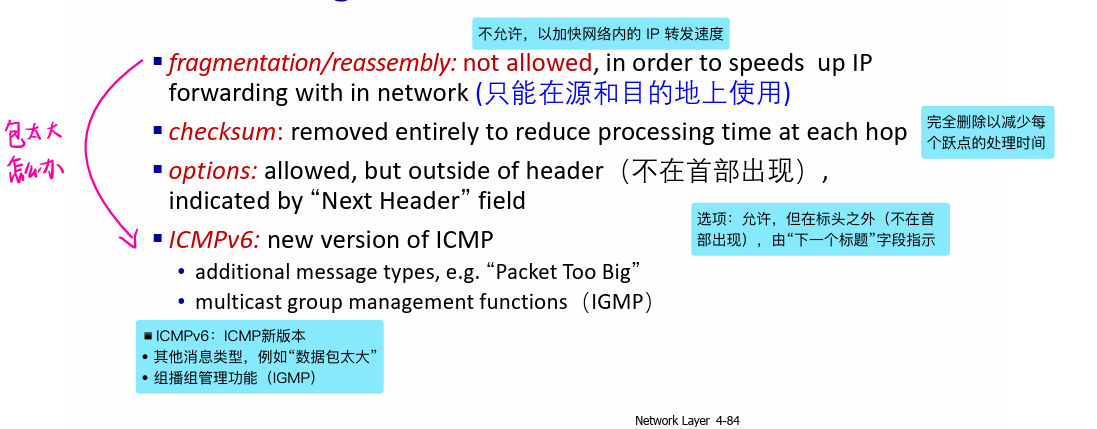 不允许，以加快网络内的 IP 转发速度
▪ fragmentation/reassembly: not allowed, in order to speeds up IP
forwarding with in network (只能在源和目的地上使用)
包太大
怎么办
▪ checksum: removed entirely to reduce processing time at each hop
完全删除以减少每
个跃点的处理时间
▪ options: allowed, but outside of header（不在首部出现）,
indicated by “Next Header” field
选项：允许，但在标头之外（不在首
部出现），由“下一个标题”字段指示
▪ ICMPv6: new version of ICMP
• additional message types, e.g. “Packet Too Big”
• multicast group management functions（IGMP）
■ ICMPv6：ICMP新版本
• 其他消息类型，例如“数据包太大”
• 组播组管理功能（IGMP）
Network Layer 4-84